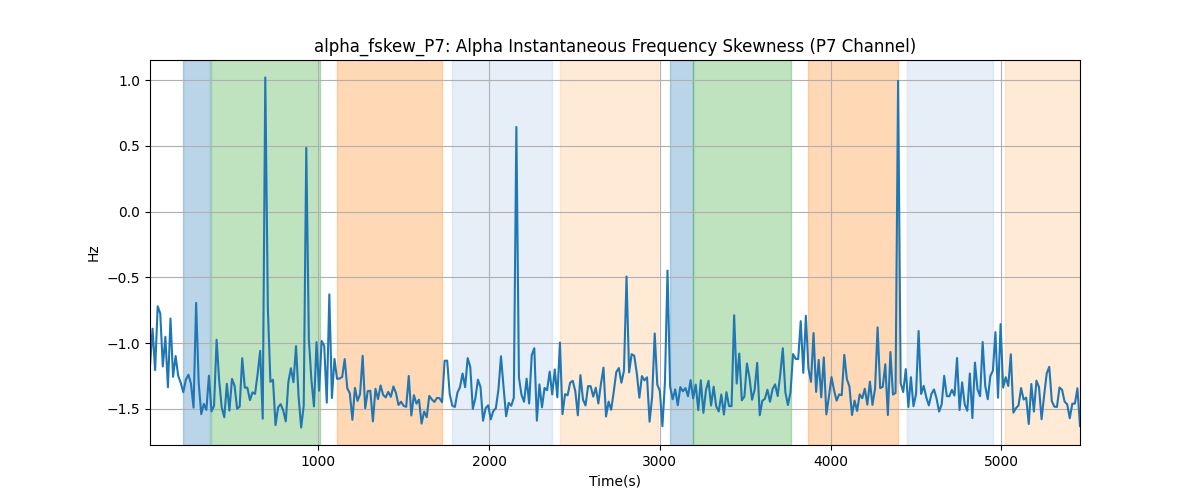 alpha_fskew_P7: Alpha Instantaneous Frequency Skewness (P7 Channel)
1.0
0.5
0.0
−0.5
−1.0
−1.5
Hz
1000 2000 3000 4000 5000
Time(s)